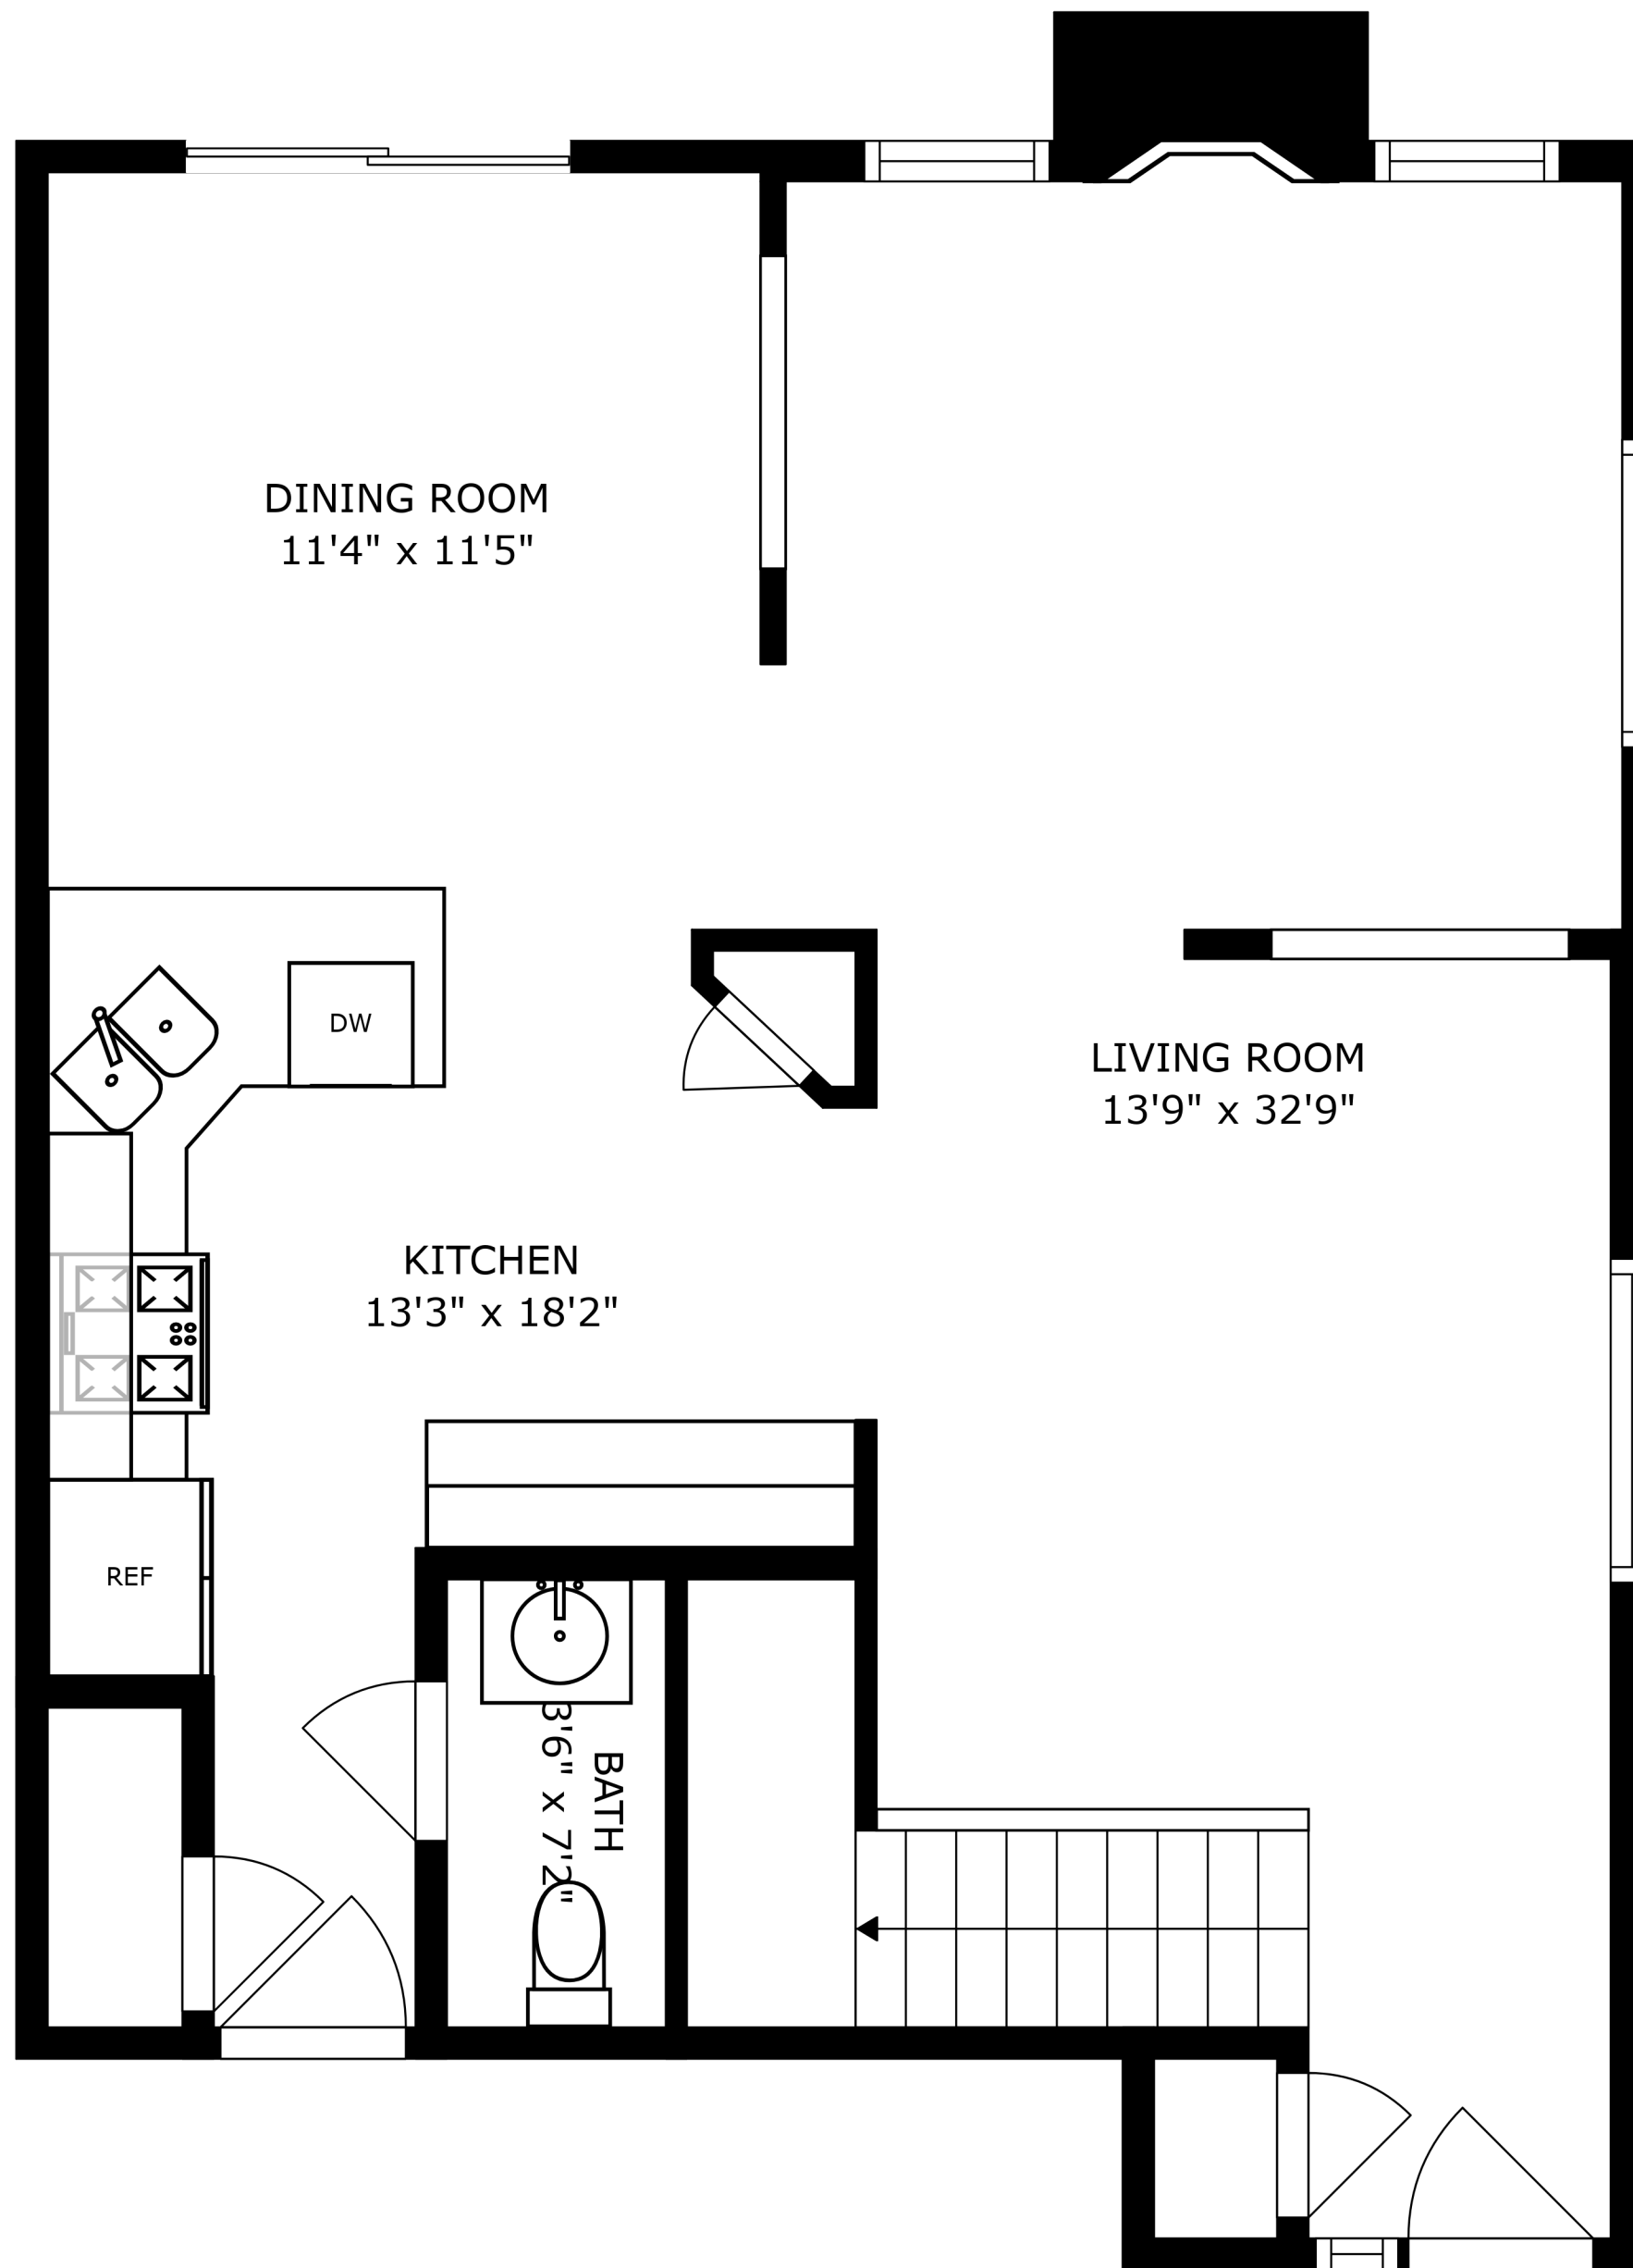 DINING ROOM
11'4" x 11'5"
DW
LIVING ROOM
13'9" x 32'9"
KITCHEN
13'3" x 18'2"
REF
BATH
3'6" x 7'2"